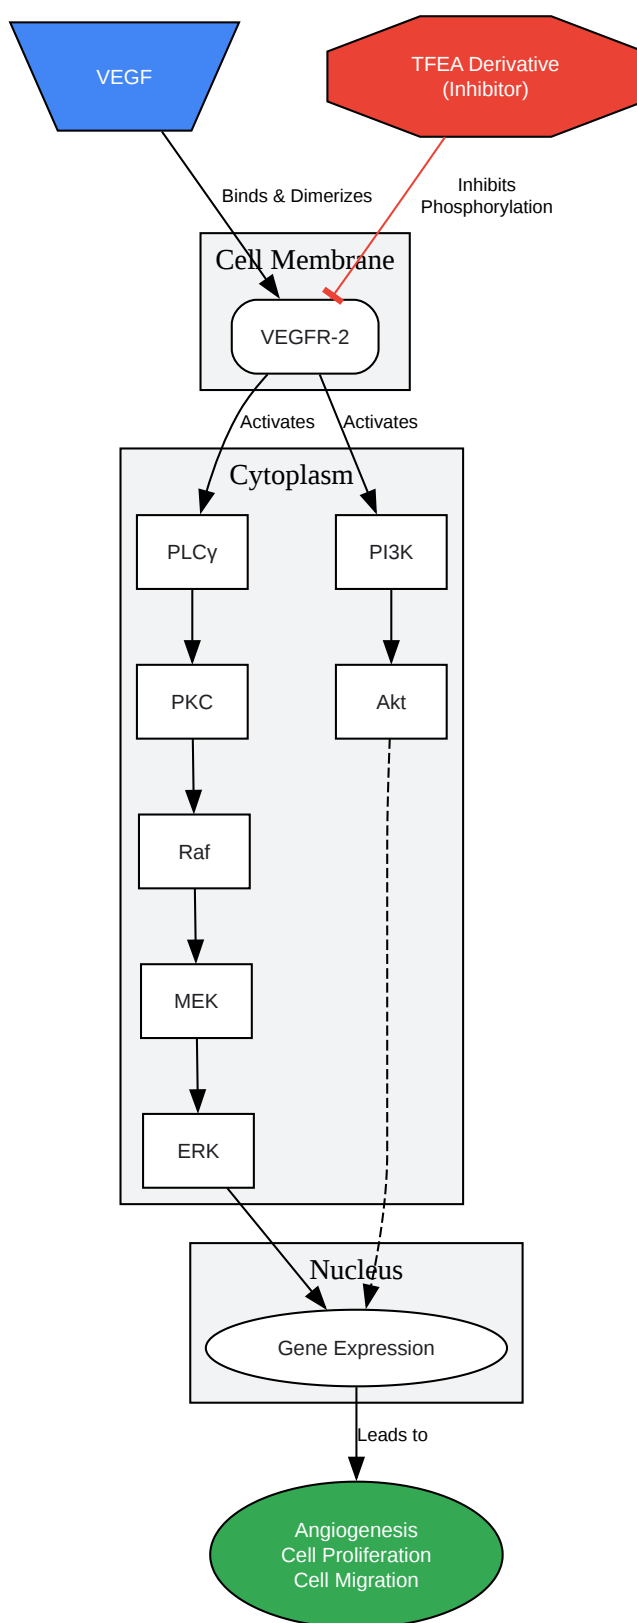 VEGF
TFEA Derivative
(Inhibitor)
Binds & Dimerizes
Inhibits
Phosphorylation
Cell Membrane
VEGFR-2
Activates
Activates
Cytoplasm
PLCγ
PI3K
PKC
Akt
Raf
MEK
ERK
Nucleus
Gene Expression
Leads to
Angiogenesis
Cell Proliferation
Cell Migration